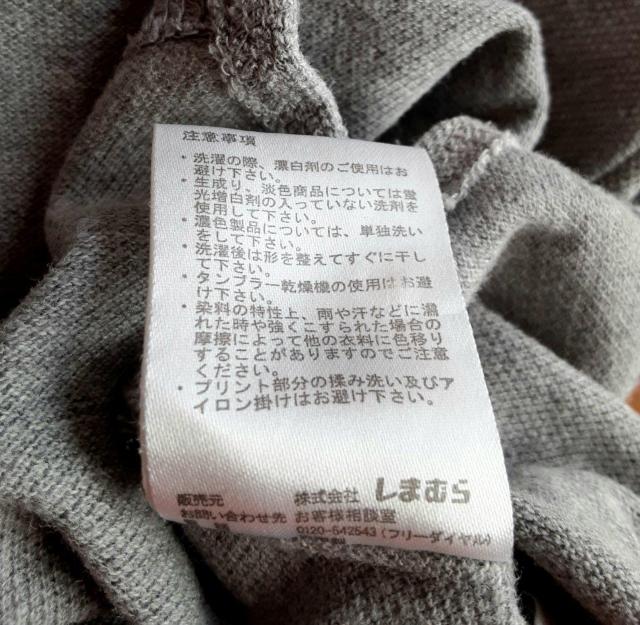 注意事項
・洗濯の際、漂白剤のご使用はお
避け下さい。
・生成り、淡色商品については蛍
光増白剤の入っていない洗剤を
使用して下さい。
・濃色製品については、単独洗い
をして下さい。
・洗濯後は形を整えてすぐに干し
て下さい。
・タンブラー乾燥機の使用はお避
け下さい。
・染料の特性上、雨や汗などに濡
れた時や強くこすられた場合の
摩擦によって他の衣料に色移り
することがありますのでご注意
ください。
・プリント部分の揉み洗い及びア
イロン掛けはお避け下さい。
販売元 株式会社 しまむら
お問い合わせ先 お客様相談室
0120-542543(フリーダイヤル)